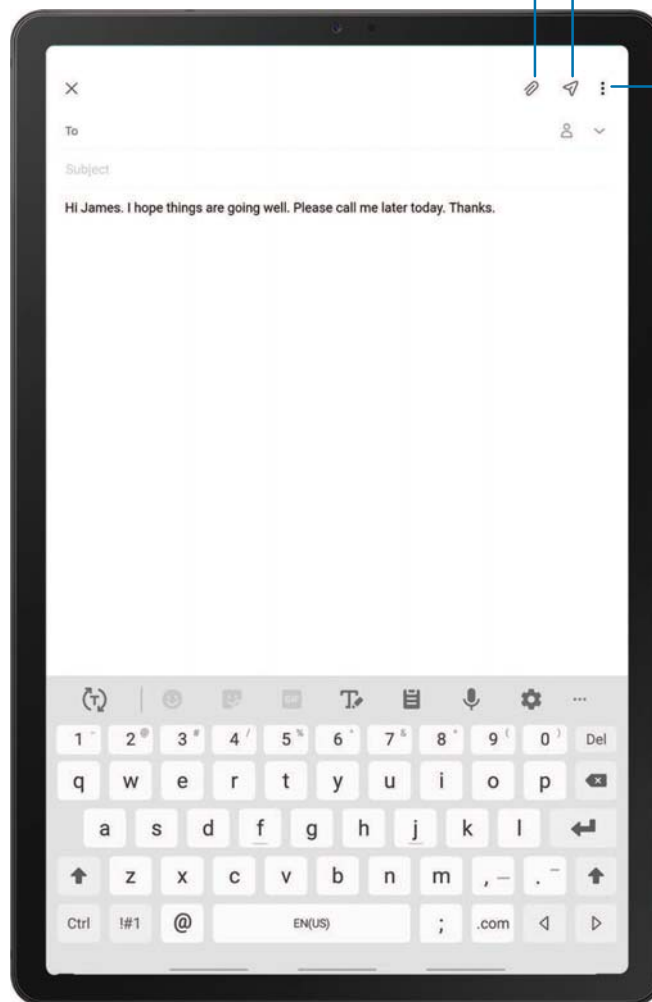 To
Subject
Hi James. I hope things are going well. Please call me later today. Thanks.
T GIF T
1 2 @ 3 # 4 / 5 % 6 ^ 7 & 8 * 9 ( 0 ) Del
q w e r t y u i o p
a s d f g h j k l
z x c v b n m , .
Ctrl !#1 @ EN(US) ; .com